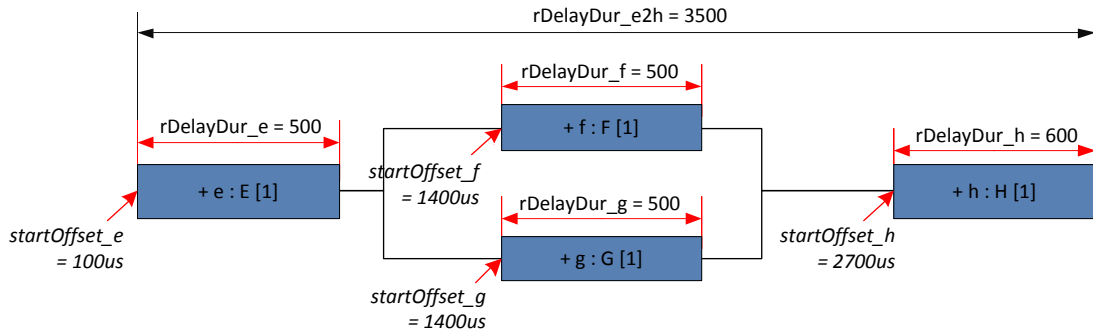 rDelayDur_e2h = 3500
rDelayDur_f = 500
+ f : F [1]
rDelayDur_e = 500
rDelayDur_h = 600
startOffset_f
= 1400us
+ e : E [1]
+ h : H [1]
rDelayDur_g = 500
startOffset_e
= 100us
startOffset_h
= 2700us
+ g : G [1]
startOffset_g
= 1400us